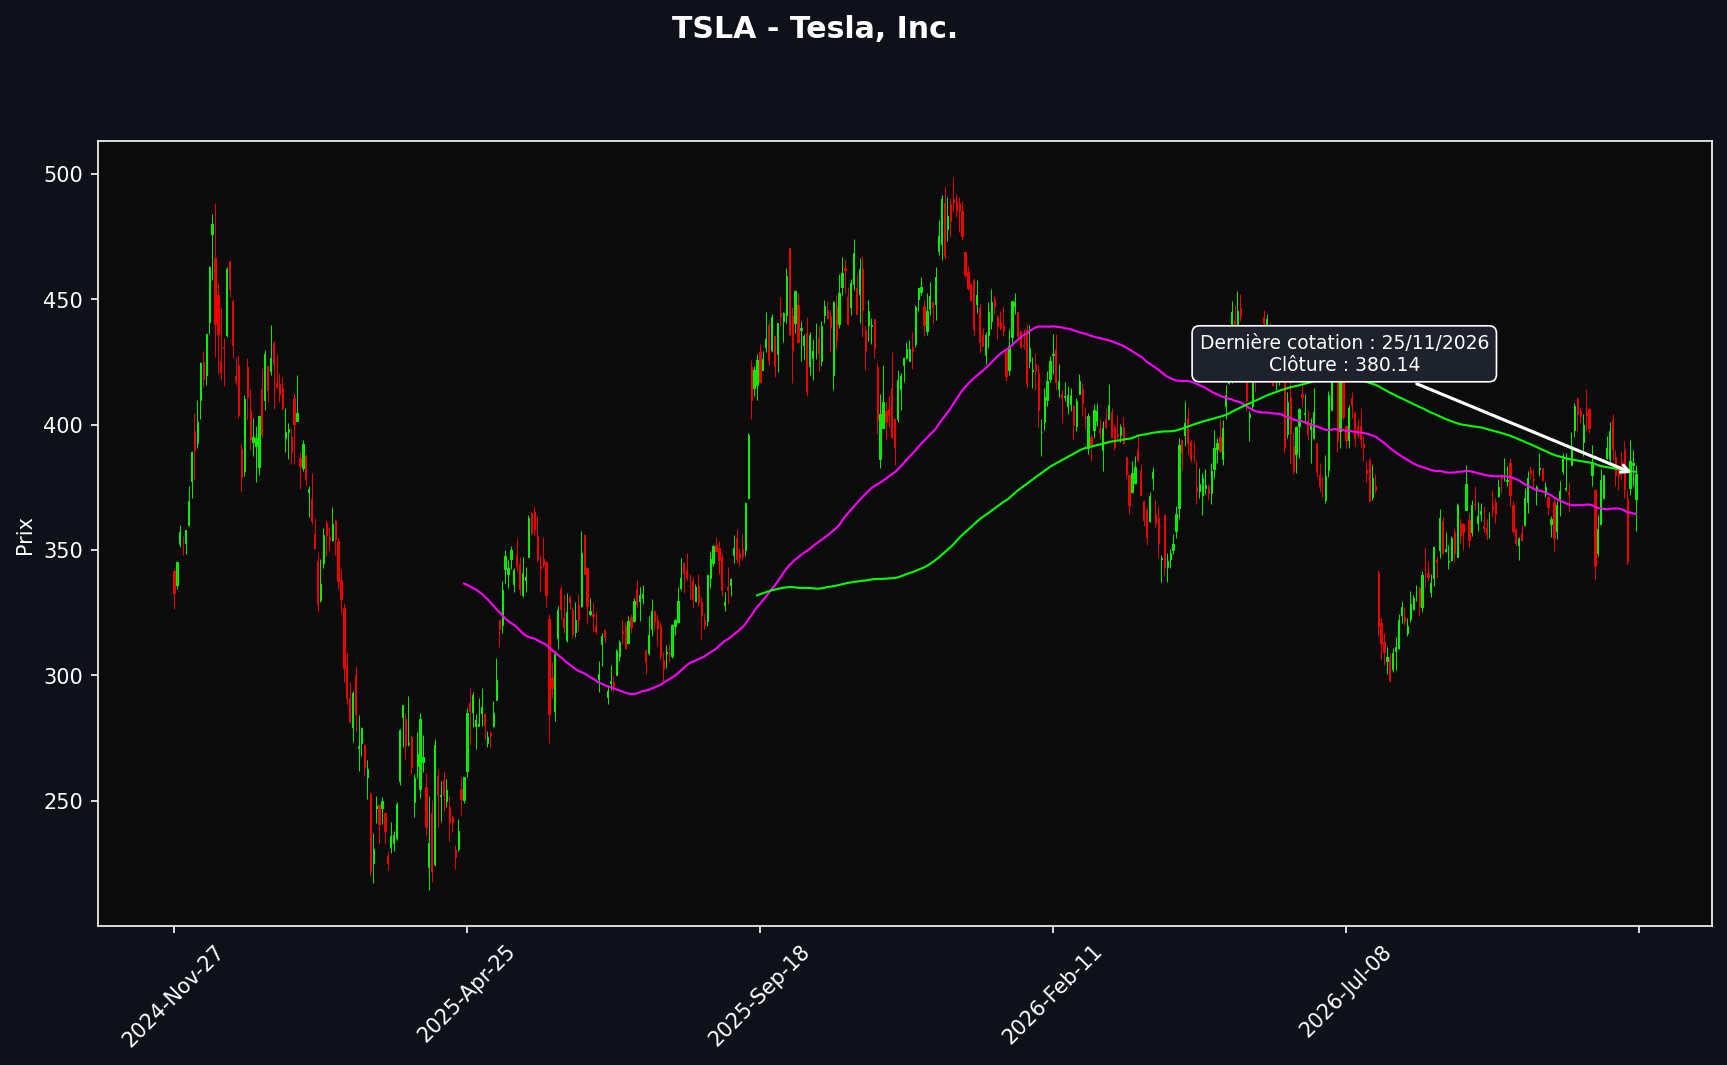 TSLA - Tesla, Inc.
500
450
400
350
300
250
Prix
Dernière cotation : 25/11/2026
Clôture : 380.14
2024-Nov-27
2025-Apr-25
2025-Sep-18
2026-Feb-11
2026-Jul-08